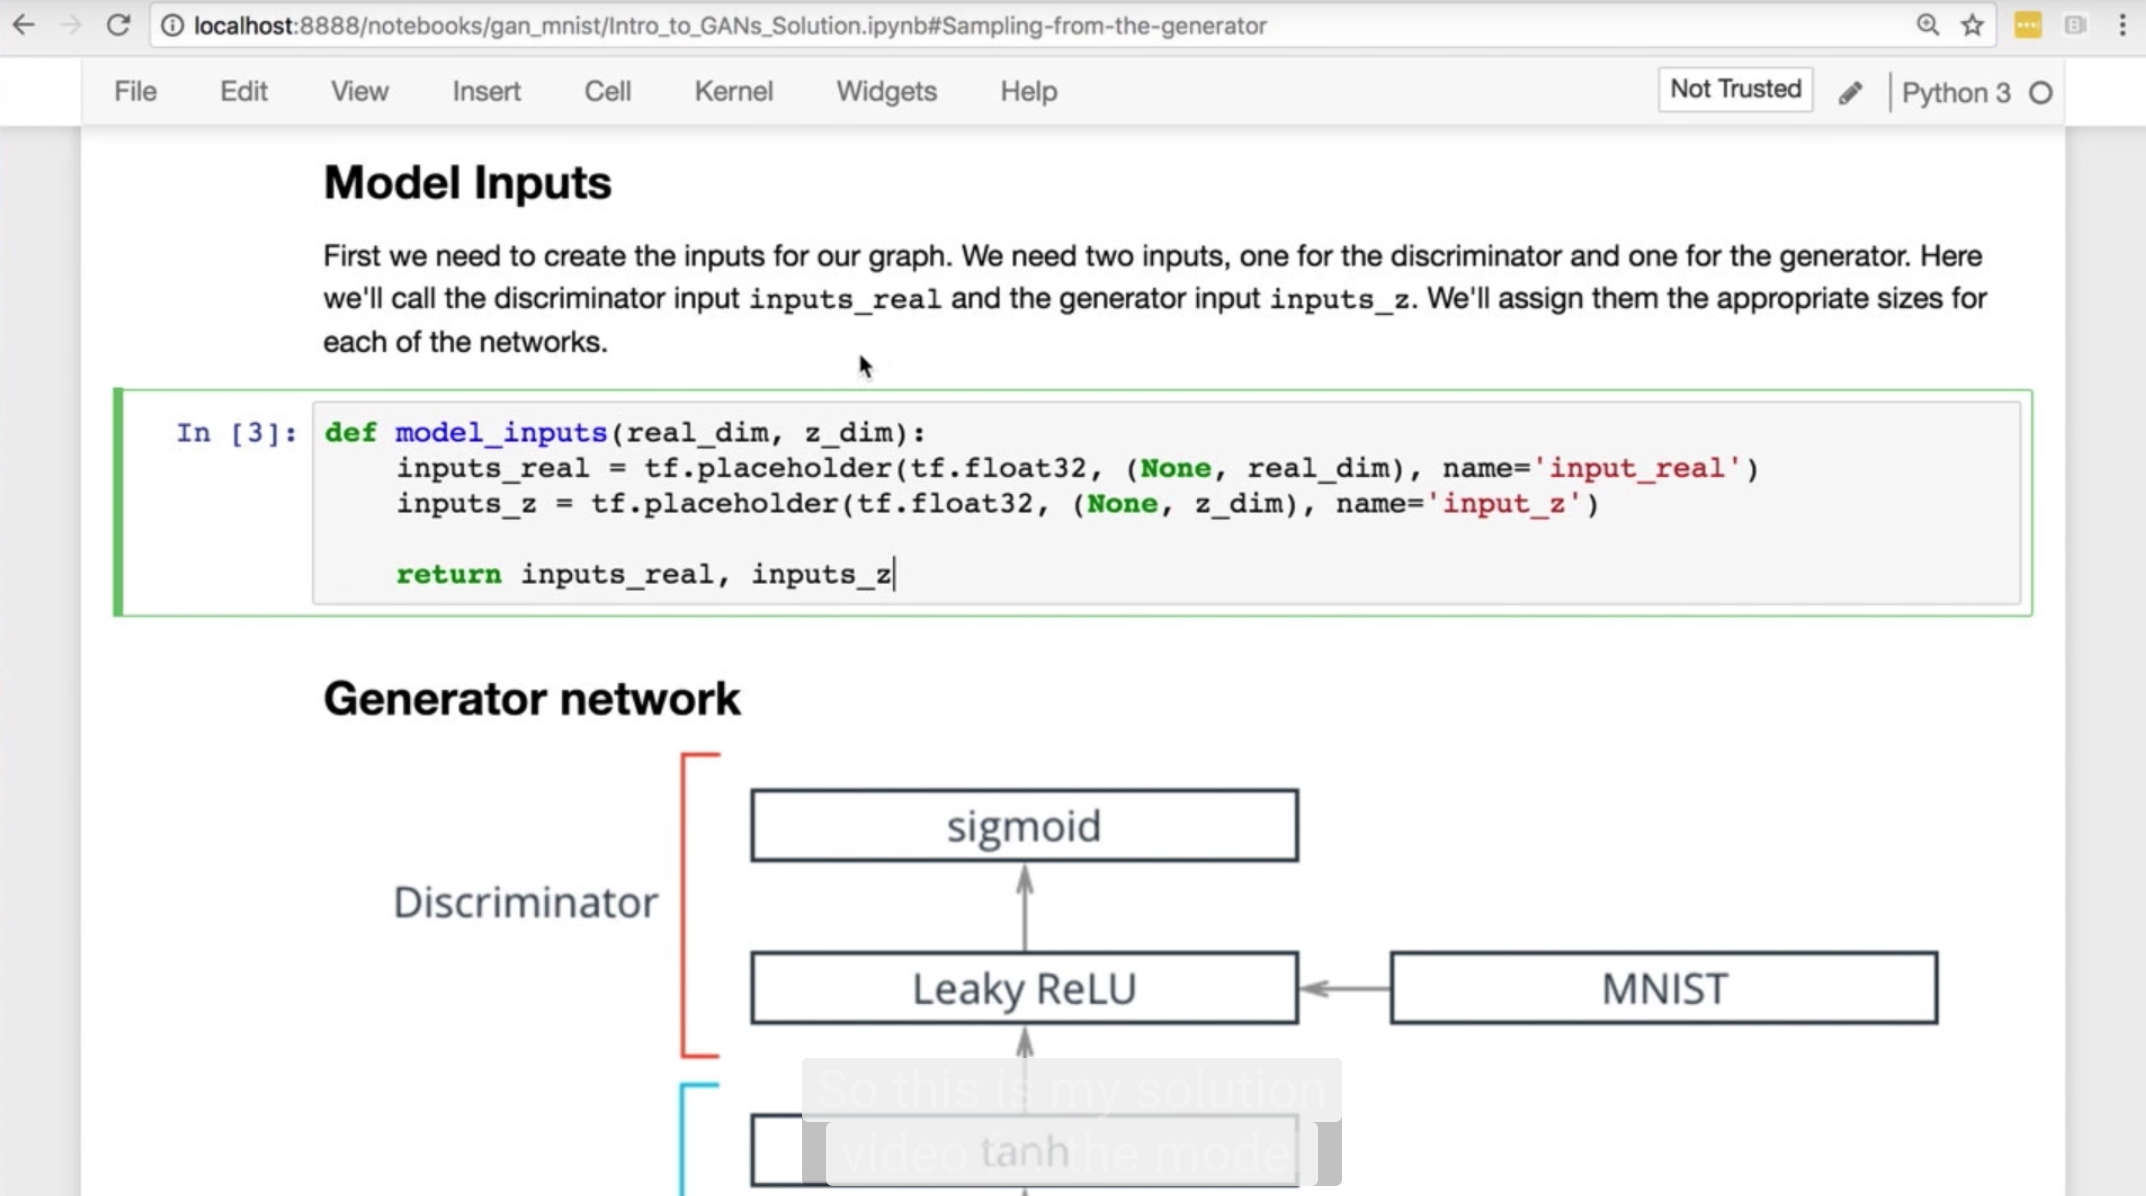 localhost:8888/notebooks/gan_mnist/Intro_to_GANs_Solution.ipynb#Sampling-from-the-generator
File Edit View Insert Cell Kernel Widgets Help Not Trusted Python 3
Model Inputs
First we need to create the inputs for our graph. We need two inputs, one for the discriminator and one for the generator. Here
we'll call the discriminator input inputs_real and the generator input inputs_z. We'll assign them the appropriate sizes for
each of the networks.
In [3]: def model_inputs(real_dim, z_dim):
inputs_real = tf.placeholder(tf.float32, (None, real_dim), name='input_real')
inputs_z = tf.placeholder(tf.float32, (None, z_dim), name='input_z')
return inputs_real, inputs_z
Generator network
sigmoid
Discriminator
Leaky ReLU MNIST
So this is my solution
video the model
tanh